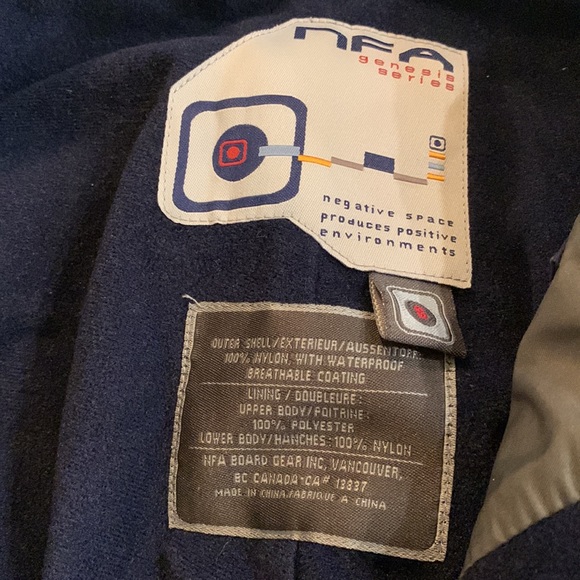 NFA
genesis
series
negative space
produces positive
environments
OUTER SHELL/EXTERIEUR/AUSSENTOFF:
100% NYLON, WITH WATERPROOF
BREATHABLE COATING
LINING / DOUBLEURE:
UPPER BODY/POITRINE:
100% POLYESTER
LOWER BODY/HANCHES: 100% NYLON
NFA BOARD GEAR INC, VANCOUVER,
BC CANADA-CA# 13837
MADE IN CHINA/FABRIQUE A CHINA